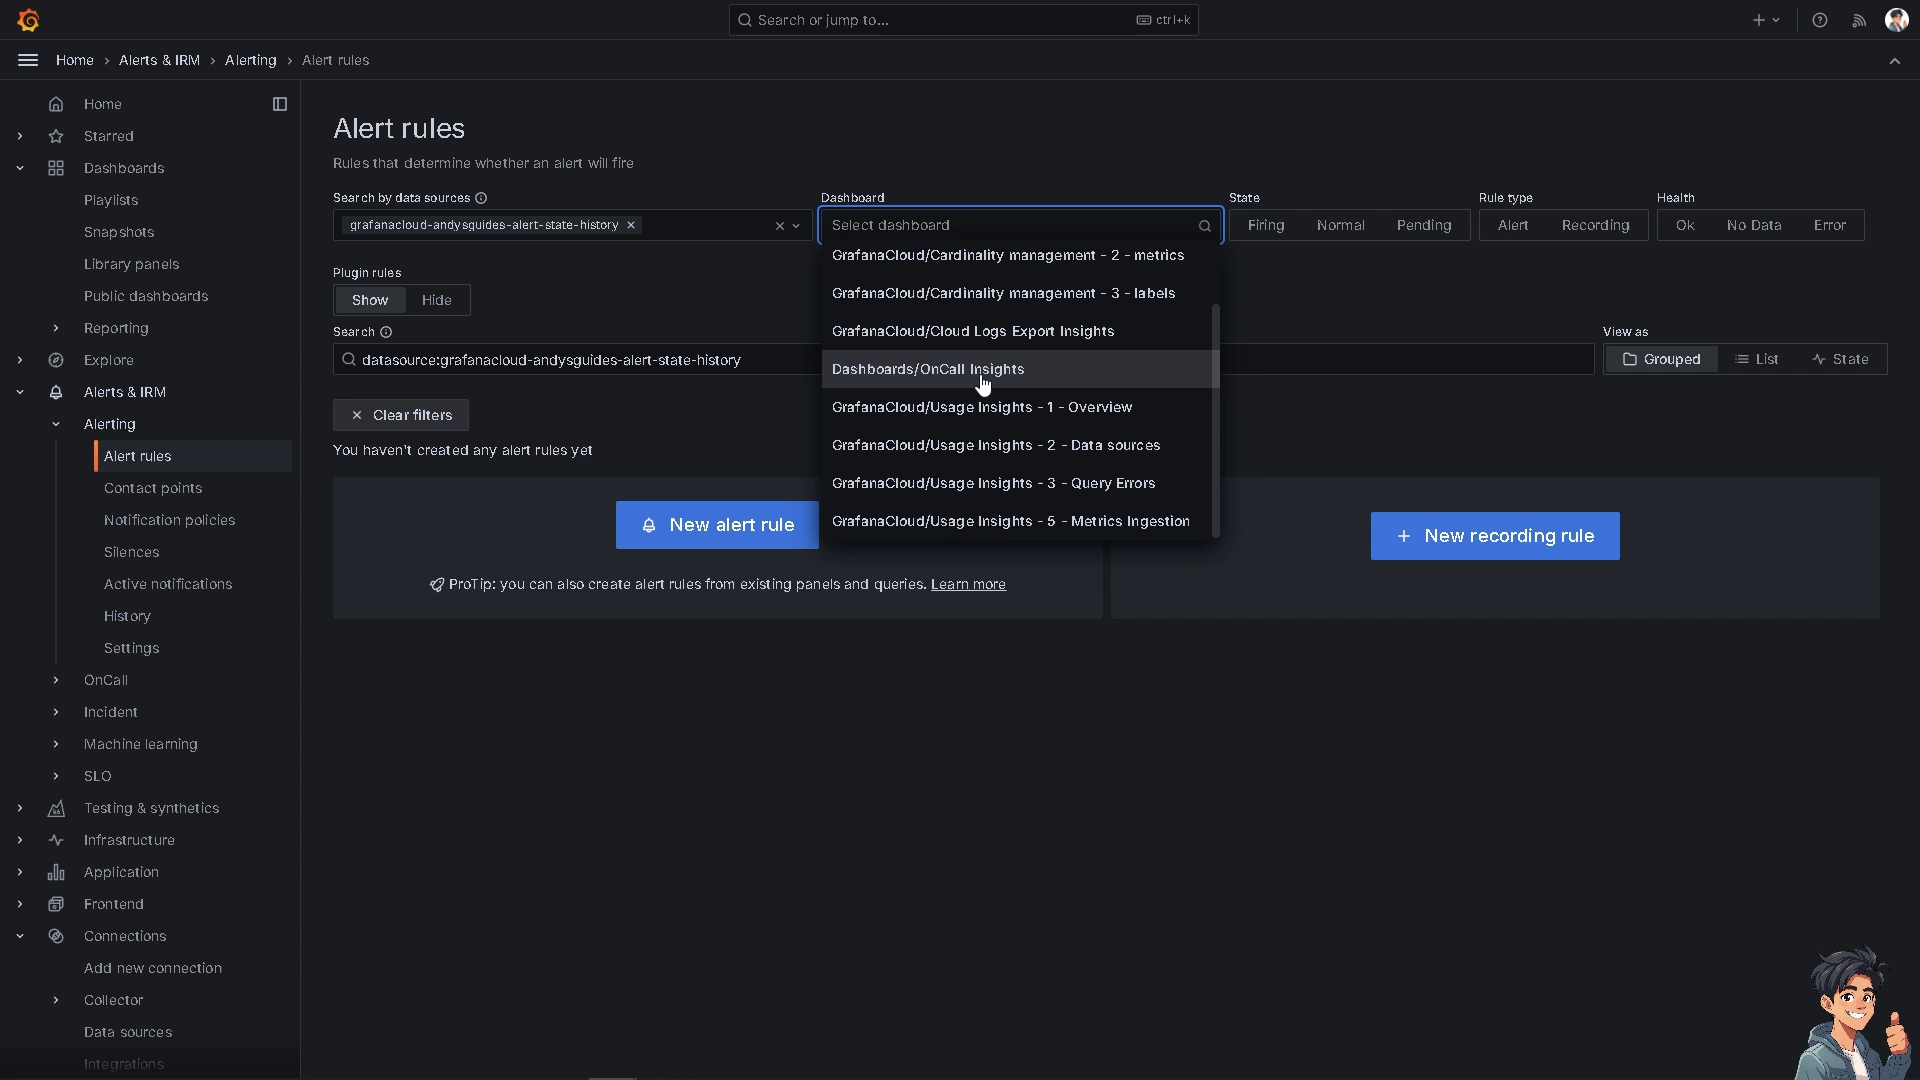 Search or jump to...
ctrl+k
Home > Alerts & IRM > Alerting > Alert rules
Home
Starred
Dashboards
Playlists
Snapshots
Library panels
Public dashboards
Reporting
Explore
Alerts & IRM
Alerting
Alert rules
Contact points
Notification policies
Silences
Active notifications
History
Settings
OnCall
Incident
Machine learning
SLO
Testing & synthetics
Infrastructure
Application
Frontend
Connections
Add new connection
Collector
Data sources
Integrations
Alert rules
Rules that determine whether an alert will fire
Search by data sources
grafanacloud-andysguides-alert-state-history
Dashboard
Select dashboard
State
Firing Normal Pending
Rule type
Alert Recording
Health
Ok No Data Error
Plugin rules
Show Hide
GrafanaCloud/Cardinality management - 2 - metrics
GrafanaCloud/Cardinality management - 3 - labels
GrafanaCloud/Cloud Logs Export Insights
Dashboards/OnCall Insights
GrafanaCloud/Usage Insights - 1 - Overview
GrafanaCloud/Usage Insights - 2 - Data sources
GrafanaCloud/Usage Insights - 3 - Query Errors
GrafanaCloud/Usage Insights - 5 - Metrics Ingestion
Search
datasource:grafanacloud-andysguides-alert-state-history
View as
Grouped List State
Clear filters
You haven't created any alert rules yet
New alert rule
ProTip: you can also create alert rules from existing panels and queries. Learn more
New recording rule